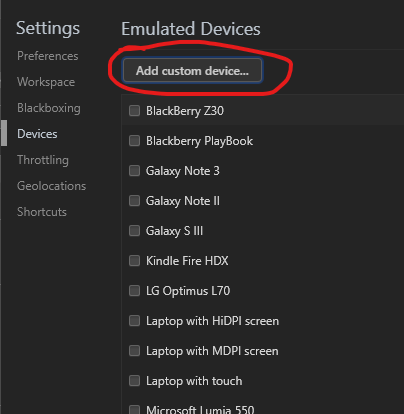 Settings
Preferences
Workspace
Blackboxing
Devices
Throttling
Geolocations
Shortcuts
Emulated Devices
Add custom device...
BlackBerry Z30
Blackberry PlayBook
Galaxy Note 3
Galaxy Note II
Galaxy S III
Kindle Fire HDX
LG Optimus L70
Laptop with HiDPI screen
Laptop with MDPI screen
Laptop with touch
Microsoft Lumia 550